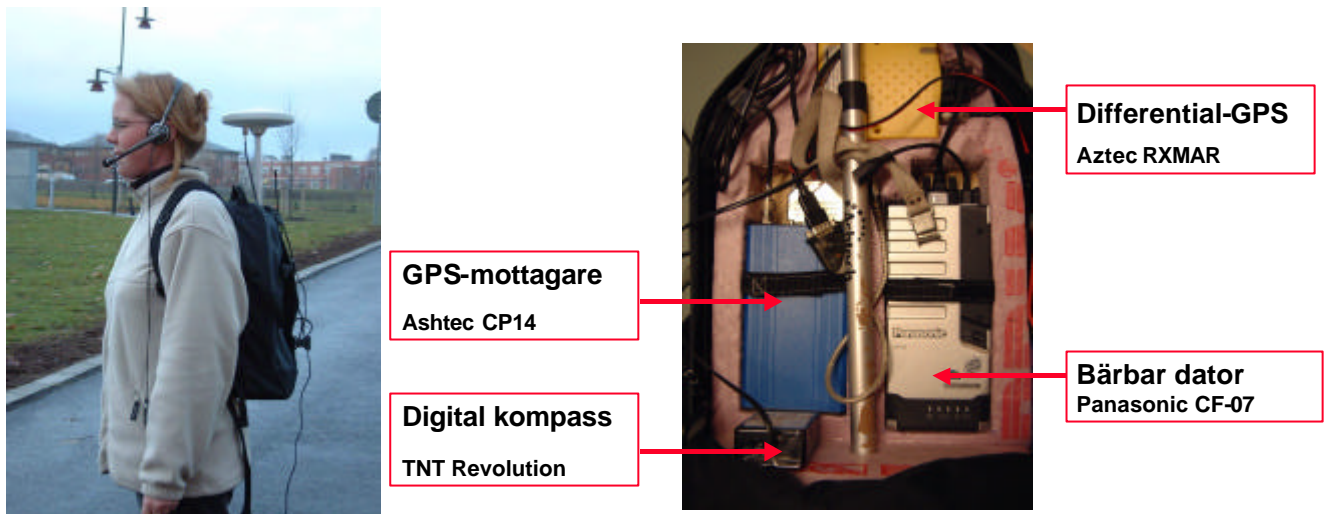 GPS-mottagare
Ashtec CP14
Digital kompass
TNT Revolution
Differential-GPS
Aztec RXMAR
Panasonic
Bärbar dator
Panasonic CF-07